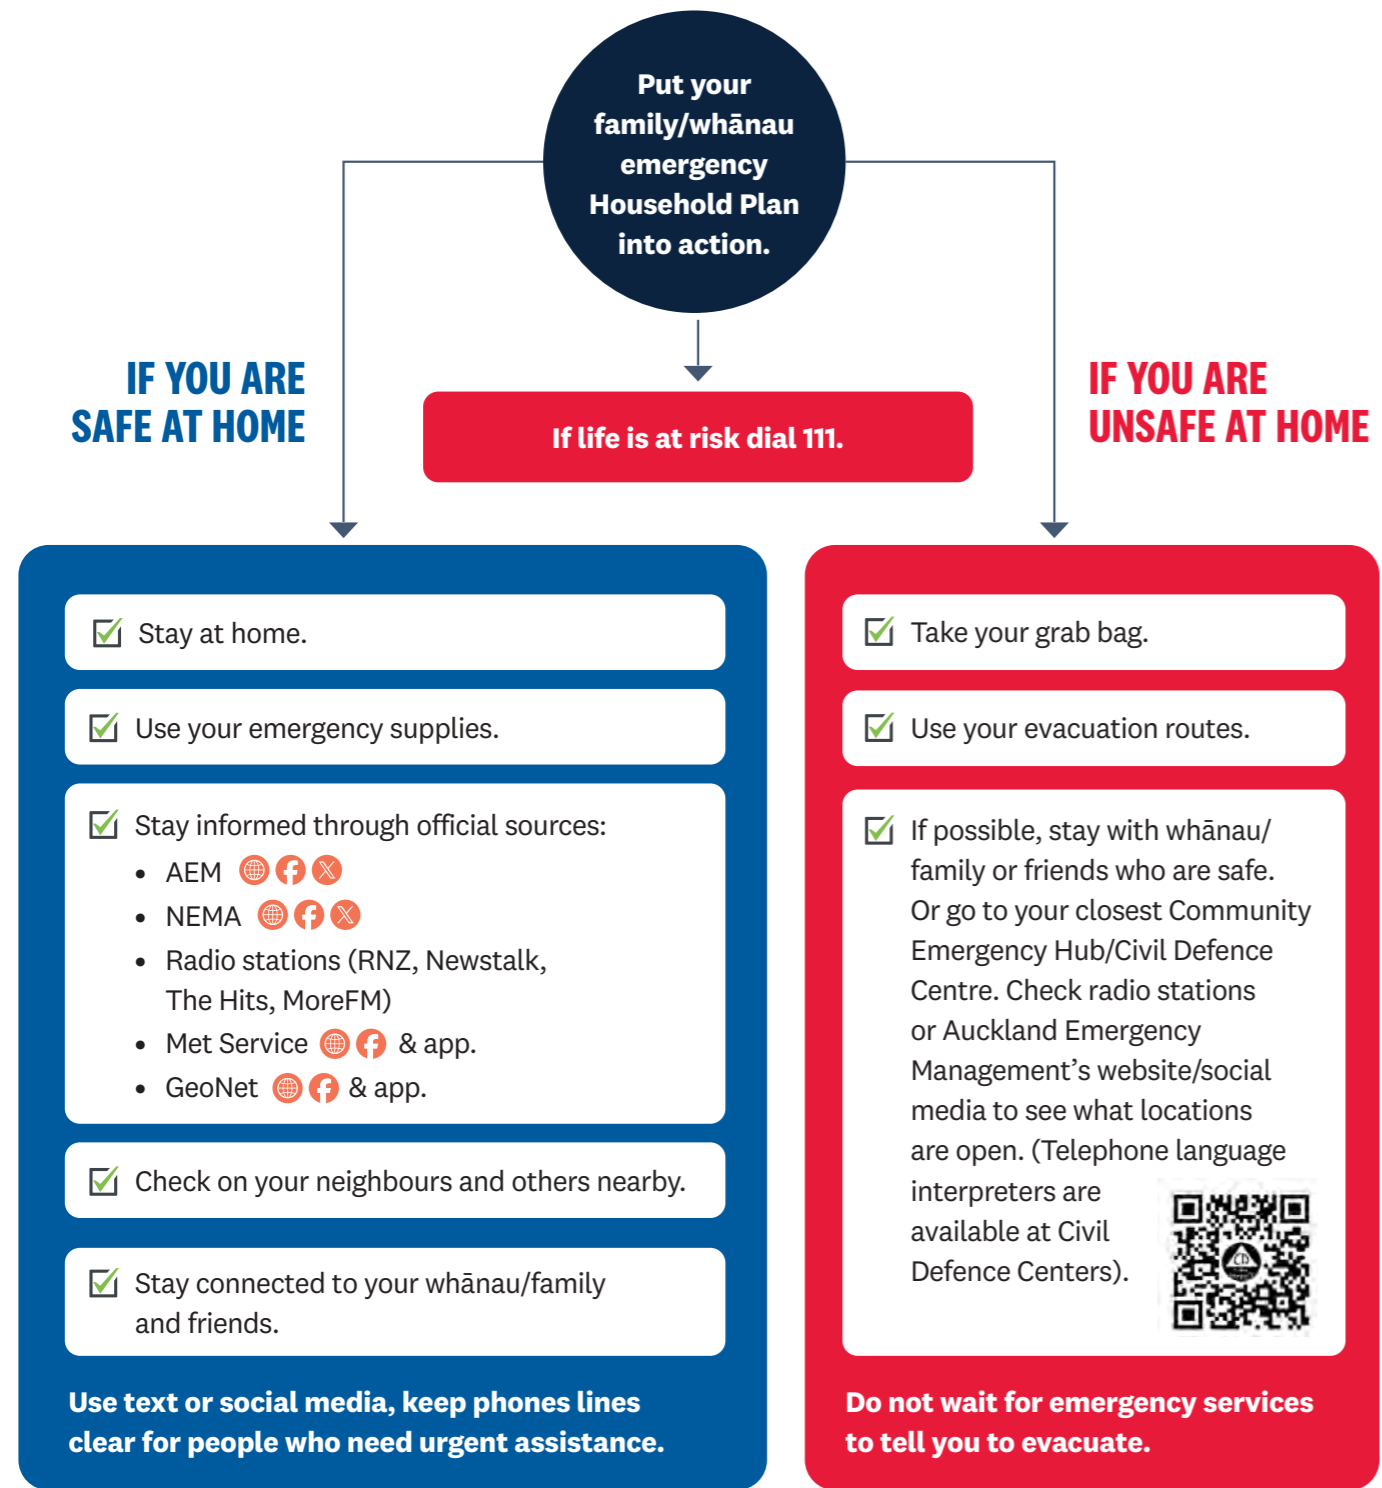 Put your
family/whānau
emergency
Household Plan
into action.
IF YOU ARE
SAFE AT HOME
If life is at risk dial 111.
IF YOU ARE
UNSAFE AT HOME
Stay at home.
Use your emergency supplies.
Stay informed through official sources:
• AEM
• NEMA
• Radio stations (RNZ, Newstalk,
The Hits, MoreFM)
• Met Service & app.
• GeoNet & app.
Check on your neighbours and others nearby.
Stay connected to your whānau/family
and friends.
Use text or social media, keep phones lines
clear for people who need urgent assistance.
Take your grab bag.
Use your evacuation routes.
If possible, stay with whānau/
family or friends who are safe.
Or go to your closest Community
Emergency Hub/Civil Defence
Centre. Check radio stations
or Auckland Emergency
Management’s website/social
media to see what locations
are open. (Telephone language
interpreters are
available at Civil
Defence Centers).
CD
Do not wait for emergency services
to tell you to evacuate.